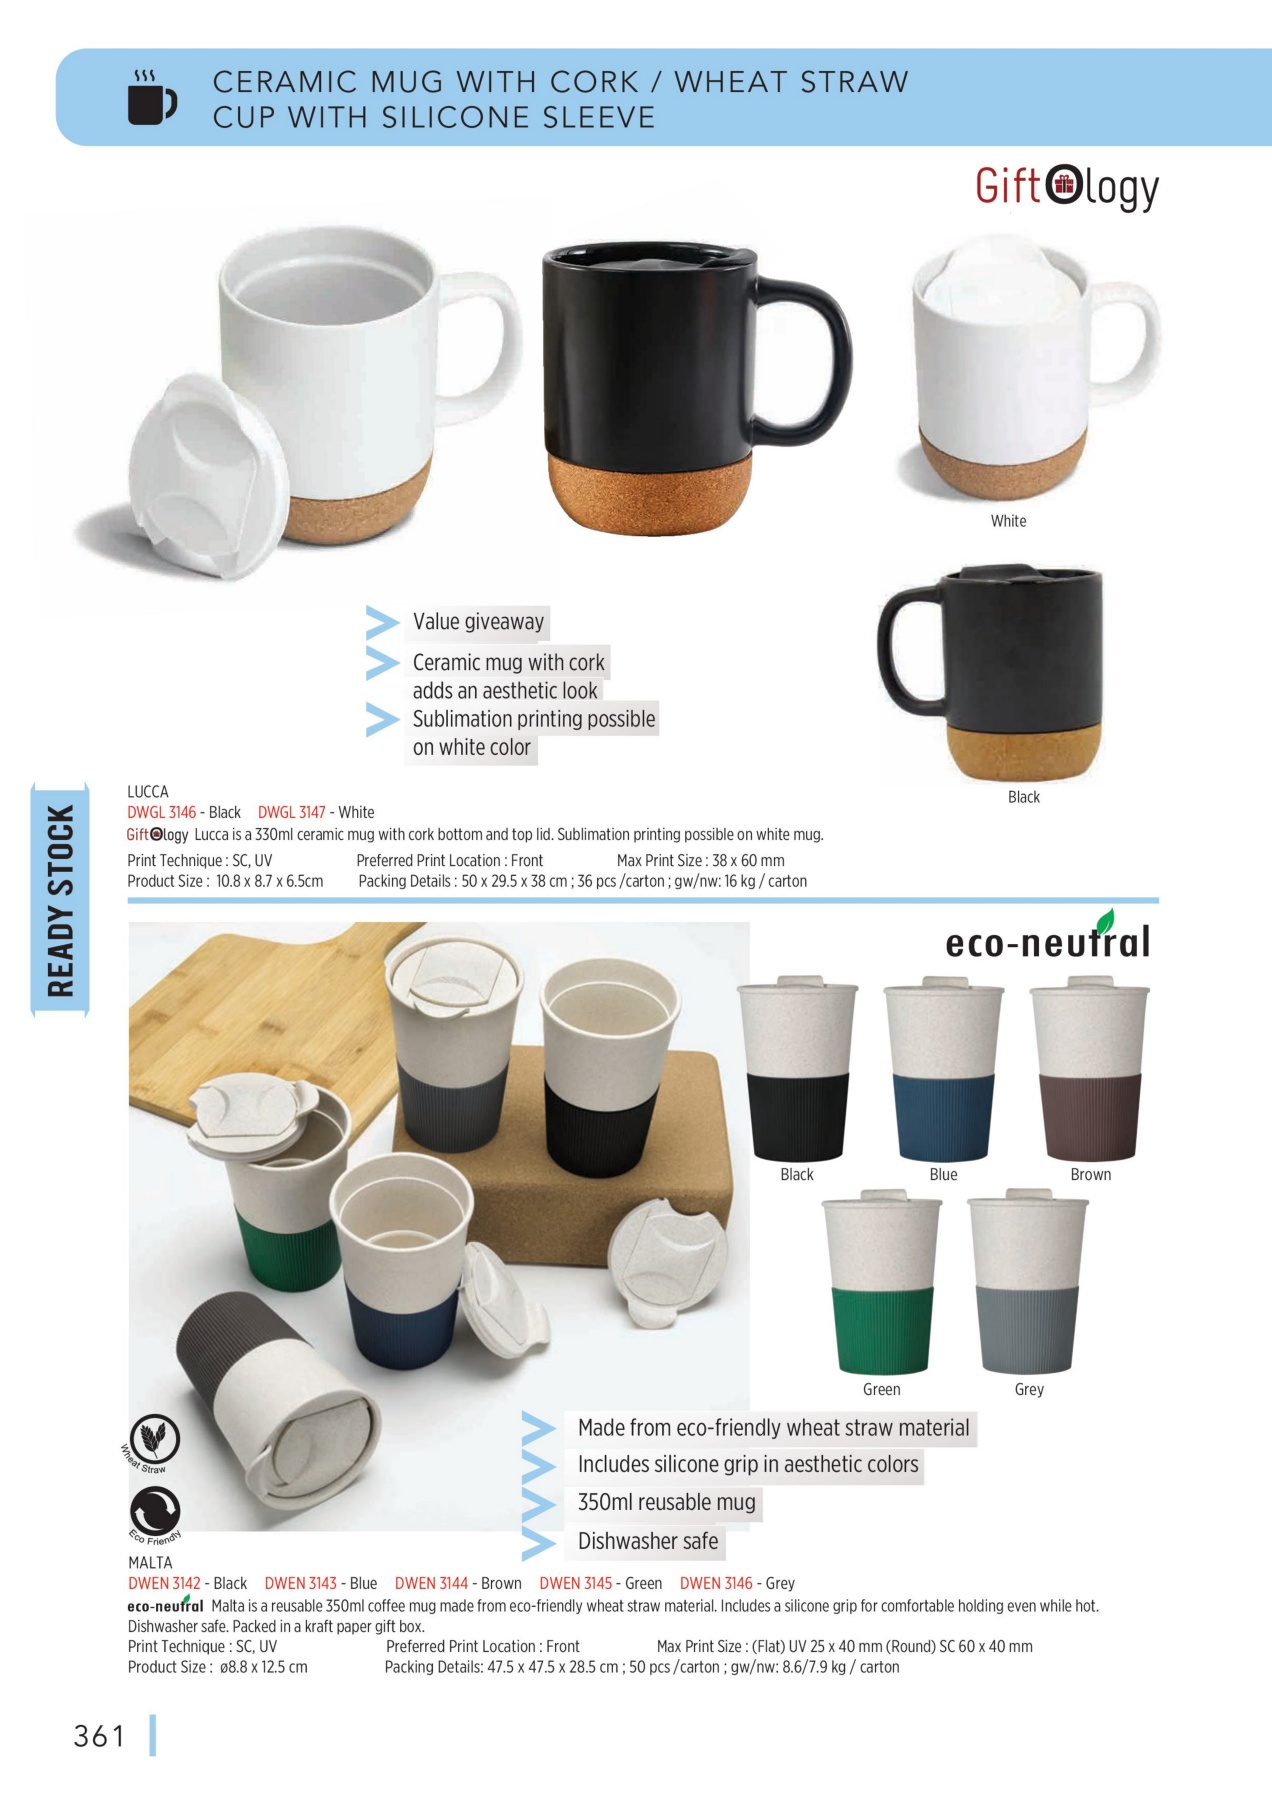 CERAMIC MUG WITH CORK / WHEAT STRAW
CUP WITH SILICONE SLEEVE
GiftOlogy
White
Black
Value giveaway
Ceramic mug with cork
adds an aesthetic look
Sublimation printing possible
on white color
READY STOCK
LUCCA
DWGL 3146 - Black DWGL 3147 - White
GiftOlogy Lucca is a 330ml ceramic mug with cork bottom and top lid. Sublimation printing possible on white mug.
Print Technique : SC, UV Preferred Print Location : Front Max Print Size : 38 x 60 mm
Product Size : 10.8 x 8.7 x 6.5cm Packing Details : 50 x 29.5 x 38 cm ; 36 pcs /carton ; gw/nw: 16 kg / carton
eco-neutral
Black
Blue
Brown
Green
Grey
Made from eco-friendly wheat straw material
Includes silicone grip in aesthetic colors
350ml reusable mug
Dishwasher safe
Wheat Straw
Eco Friendly
MALTA
DWEN 3142 - Black DWEN 3143 - Blue DWEN 3144 - Brown DWEN 3145 - Green DWEN 3146 - Grey
eco-neutral Malta is a reusable 350ml coffee mug made from eco-friendly wheat straw material. Includes a silicone grip for comfortable holding even while hot.
Dishwasher safe. Packed in a kraft paper gift box.
Print Technique : SC, UV Preferred Print Location : Front Max Print Size : (Flat) UV 25 x 40 mm (Round) SC 60 x 40 mm
Product Size : ø8.8 x 12.5 cm Packing Details: 47.5 x 47.5 x 28.5 cm ; 50 pcs /carton ; gw/nw: 8.6/7.9 kg / carton
361